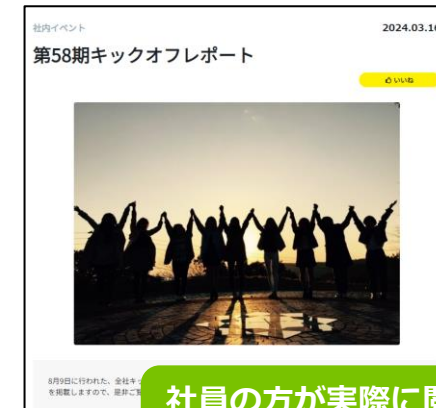 社内イベント
2024.03.16
第58期キックオフレポート
いいね
8月9日に行われた、全社キッ
を掲載しますので、是非ご覧
社員の方が実際に